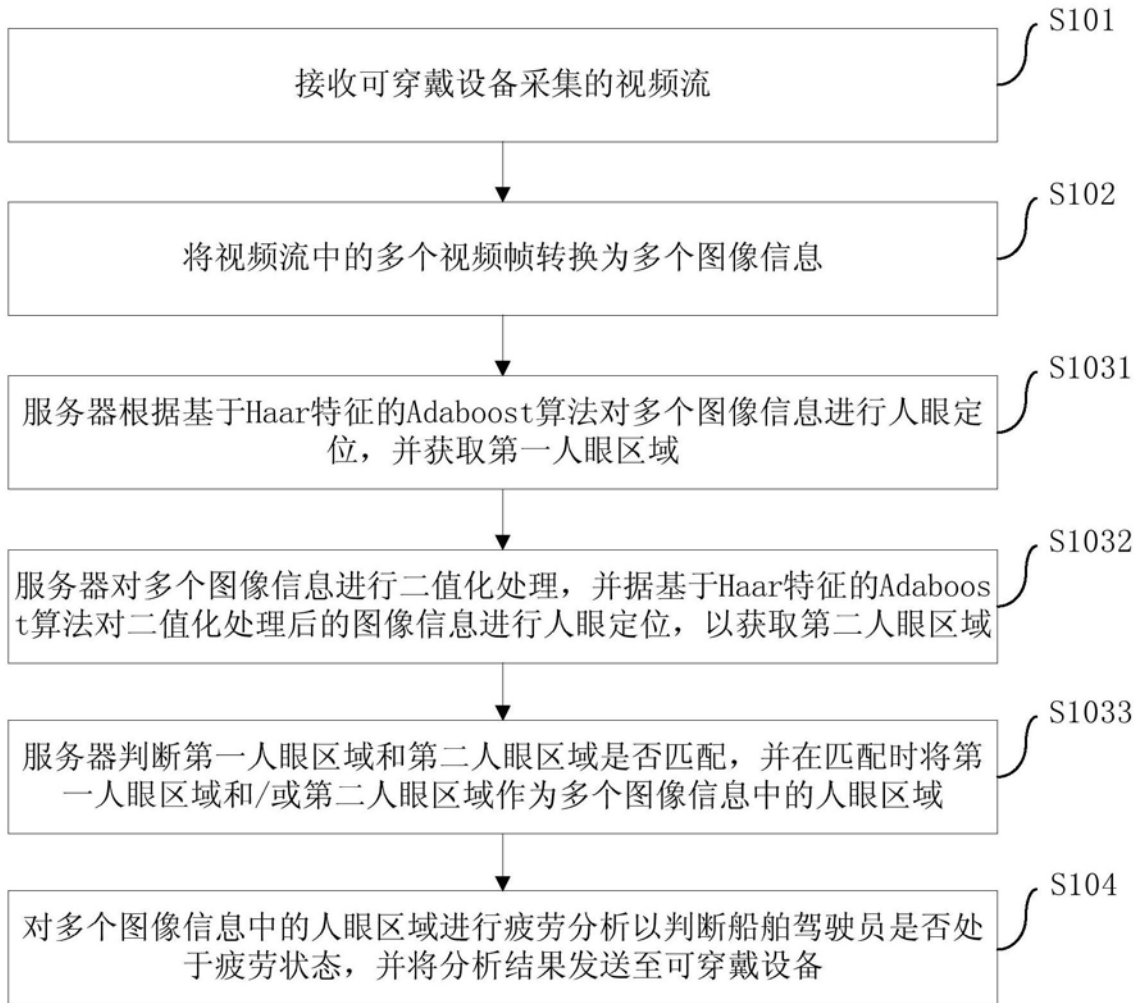 S101
接收可穿戴设备采集的视频流
S102
将视频流中的多个视频帧转换为多个图像信息
S1031
服务器根据基于Haar特征的Adaboost算法对多个图像信息进行人眼定
位，并获取第一人眼区域
S1032
服务器对多个图像信息进行二值化处理，并据基于Haar特征的Adaboos
t算法对二值化处理后的图像信息进行人眼定位，以获取第二人眼区域
S1033
服务器判断第一人眼区域和第二人眼区域是否匹配，并在匹配时将第
一人眼区域和/或第二人眼区域作为多个图像信息中的人眼区域
S104
对多个图像信息中的人眼区域进行疲劳分析以判断船舶驾驶员是否处
于疲劳状态，并将分析结果发送至可穿戴设备